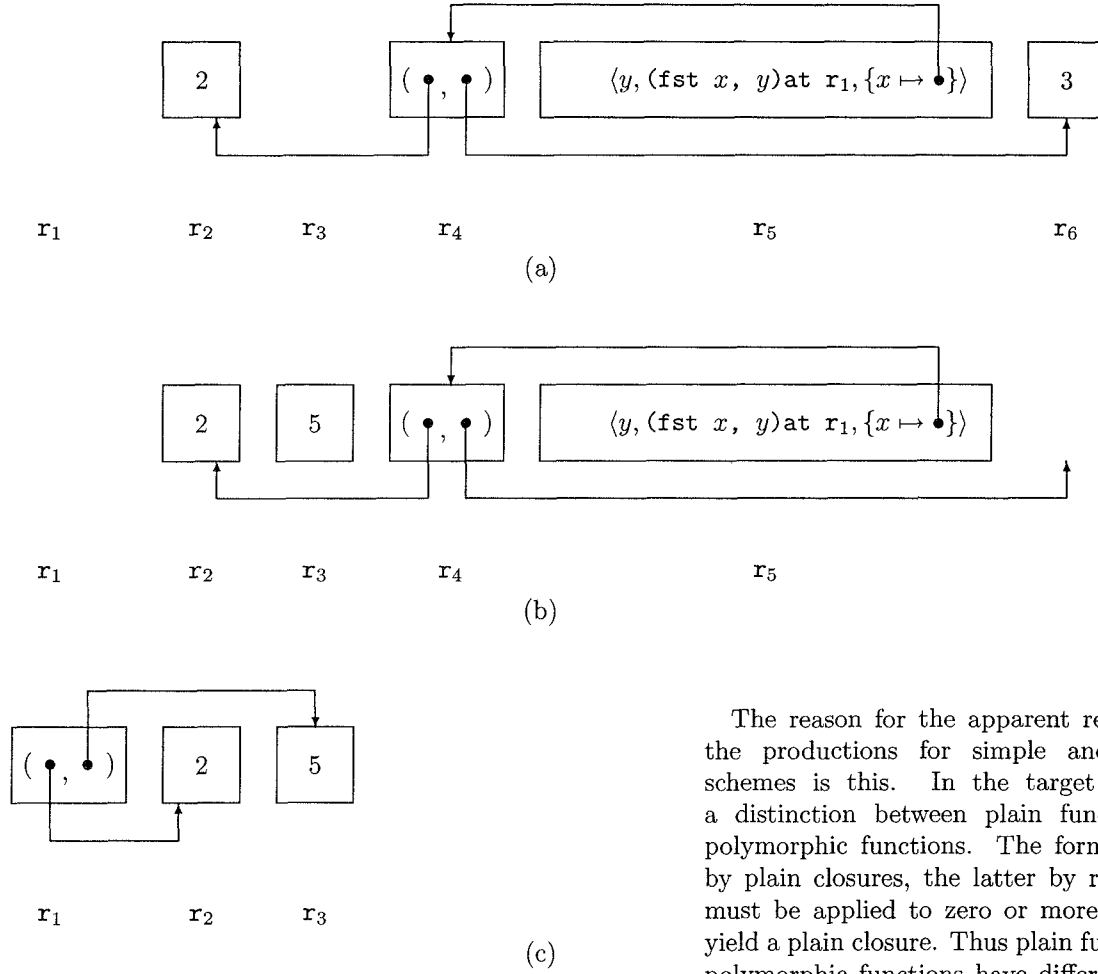 2 ( • , • ) ⟨y, (fst x, y)at r₁, {x ↦ •}⟩ 3
r₁ r₂ r₃ r₄ r₅ r₆
(a)
2 5 ( • , • ) ⟨y, (fst x, y)at r₁, {x ↦ •}⟩
r₁ r₂ r₃ r₄ r₅
(b)
( • , • ) 2 5
r₁ r₂ r₃
(c)
The reason for the apparent
the productions for simple
schemes is this. In the target
a distinction between plain
polymorphic functions. The
by plain closures, the latter by
must be applied to zero or more
yield a plain closure. Thus plain
polymorphic functions have